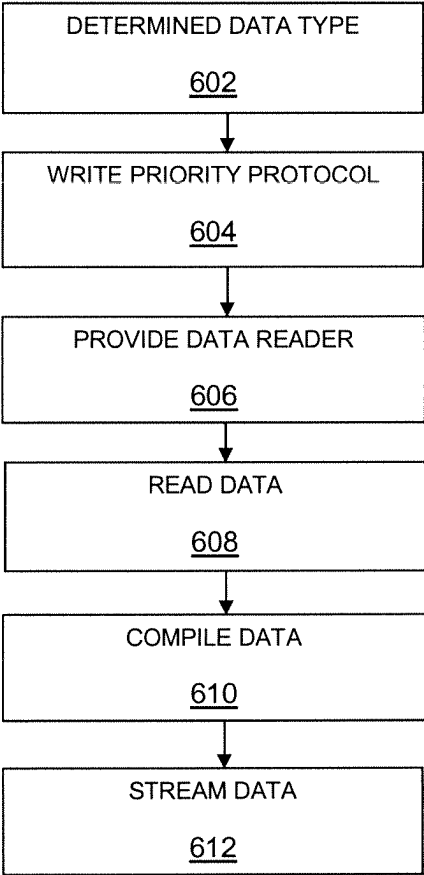 DETERMINED DATA TYPE
602
WRITE PRIORITY PROTOCOL
604
PROVIDE DATA READER
606
READ DATA
608
COMPILE DATA
610
STREAM DATA
612